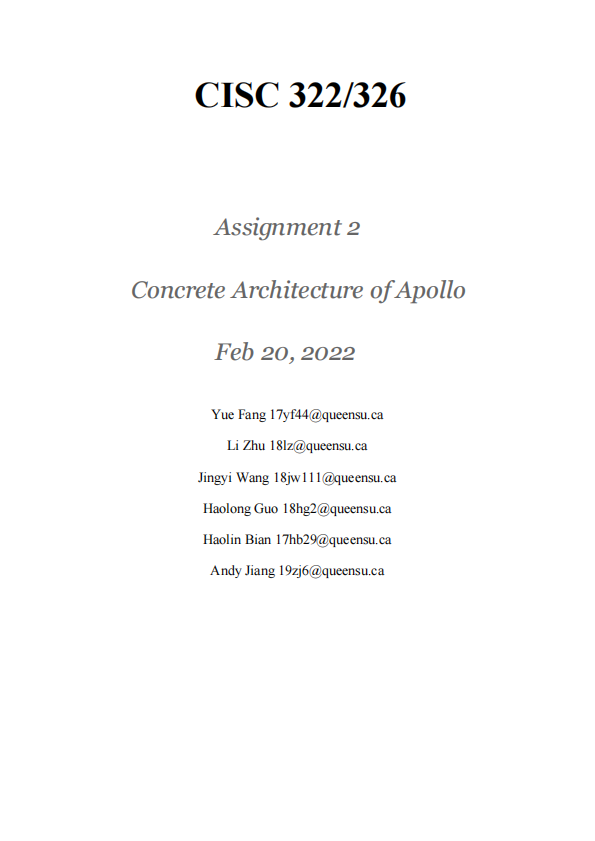 CISC 322/326
Assignment 2
Concrete Architecture of Apollo
Feb 20, 2022
Yue Fang 17yf44@queensu.ca
Li Zhu 18lz@queensu.ca
Jingyi Wang 18jw111@queensu.ca
Haolong Guo 18hg2@queensu.ca
Haolin Bian 17hb29@queensu.ca
Andy Jiang 19zj6@queensu.ca